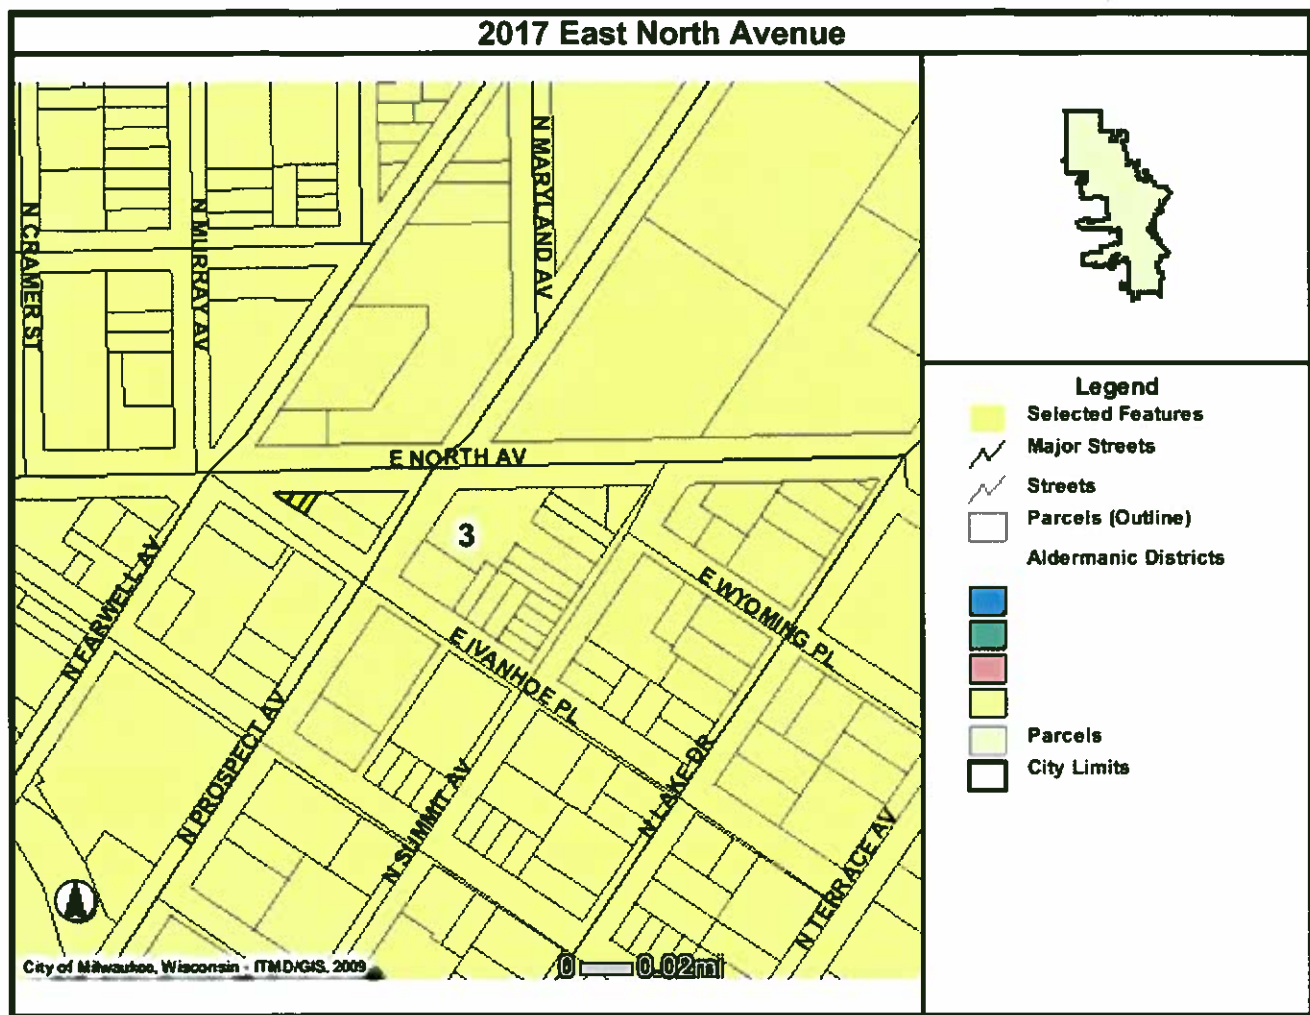 2017 East North Avenue
N CRAMER ST
N MURRAY AV
N MARYLAND AV
E NORTH AV
3
N FARWELL AV
N PROSPECT AV
E IVANHOE PL
E WYOMING PL
N SUMMIT AV
N LAKE DR
N TERRACE AV
City of Milwaukee, Wisconsin - ITMD/GIS, 2009
0 0.02mi
Legend
Selected Features
Major Streets
Streets
Parcels (Outline)
Aldermanic Districts
Parcels
City Limits